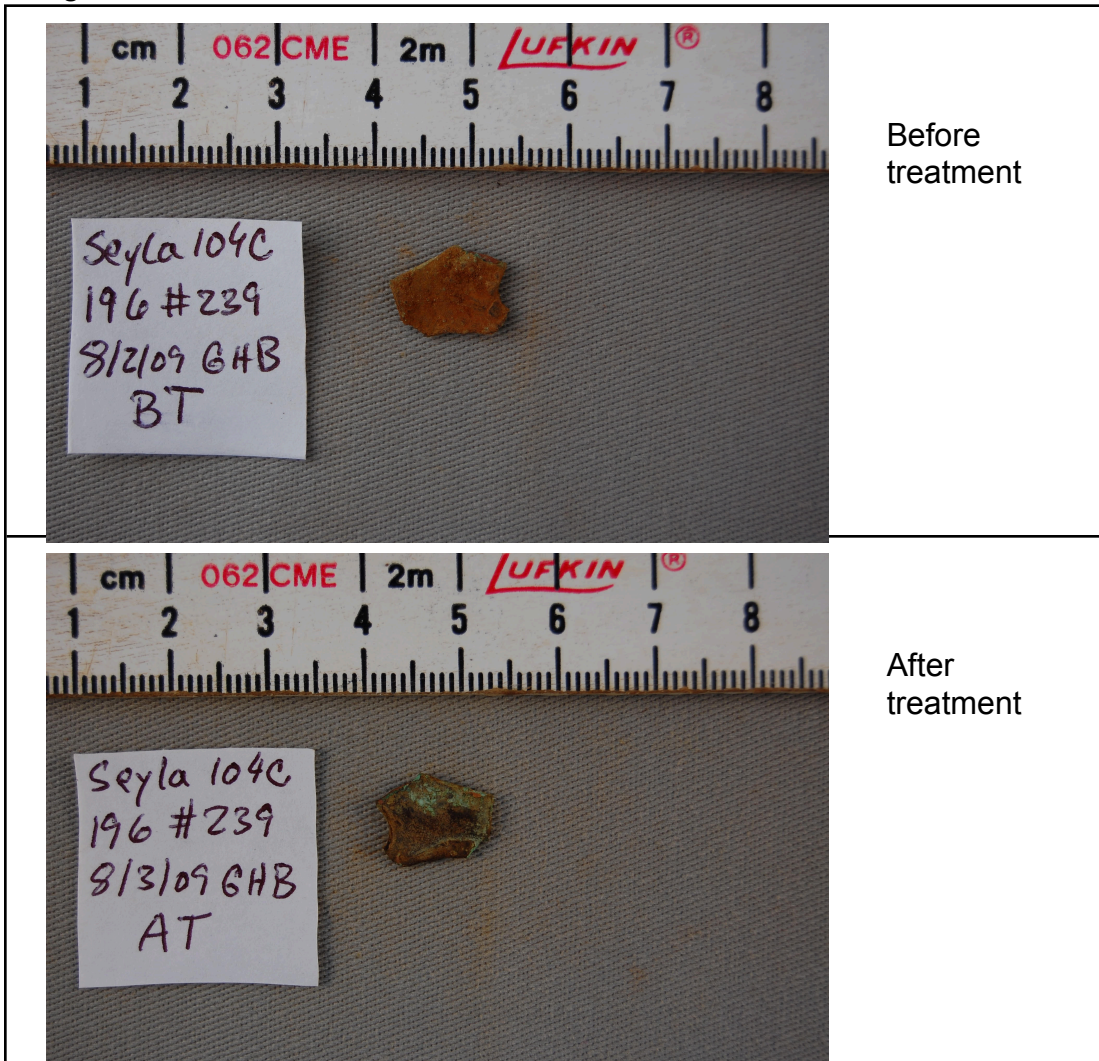 cm 062 CME 2m LUFKIN ®
1 2 3 4 5 6 7 8
Before
treatment
Seyla 104C
196 #239
8/2/09 GHB
BT
cm 062 CME 2m LUFKIN ®
1 2 3 4 5 6 7 8
After
treatment
Seyla 104C
196 #239
8/3/09 GHB
AT